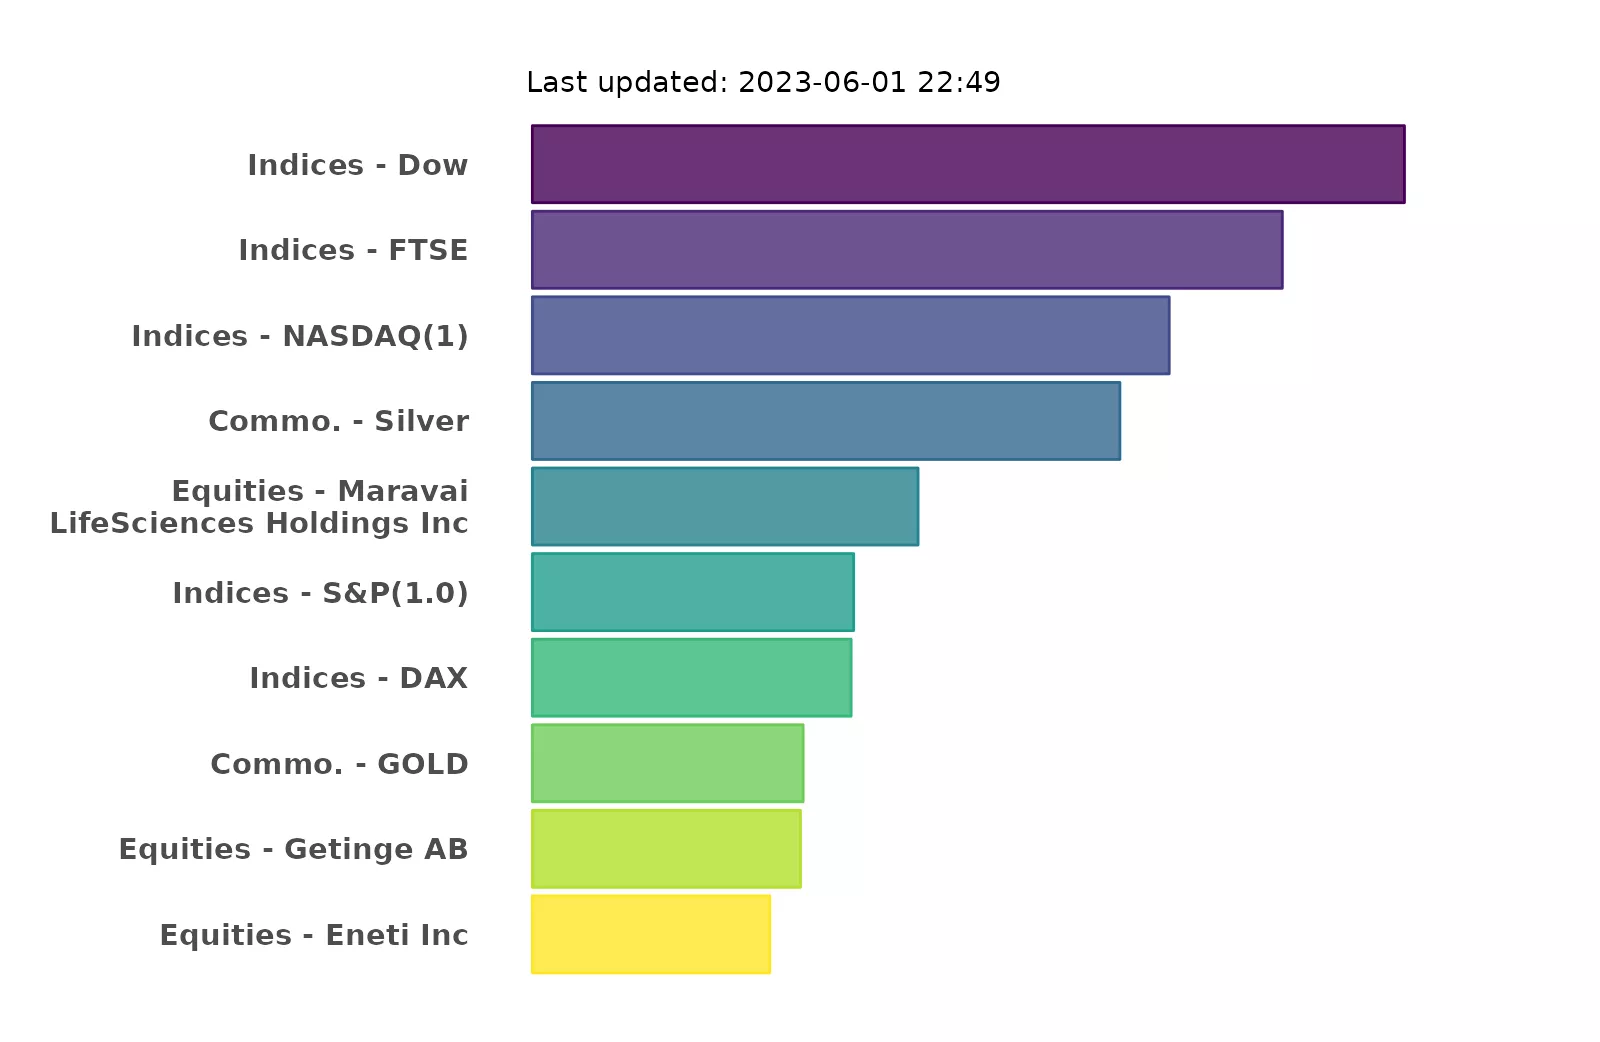 Last updated: 2023-06-01 22:49
Indices - Dow
Indices - FTSE
Indices - NASDAQ(1)
Commo. - Silver
Equities - Maravai
LifeSciences Holdings Inc
Indices - S&P(1.0)
Indices - DAX
Commo. - GOLD
Equities - Getinge AB
Equities - Eneti Inc